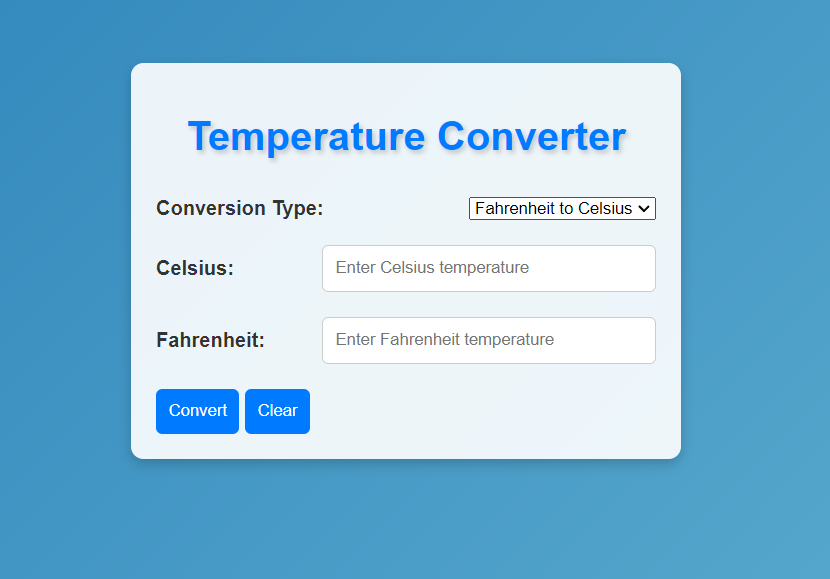 Temperature Converter
Conversion Type: Fahrenheit to Celsius
Celsius: Enter Celsius temperature
Fahrenheit: Enter Fahrenheit temperature
Convert Clear